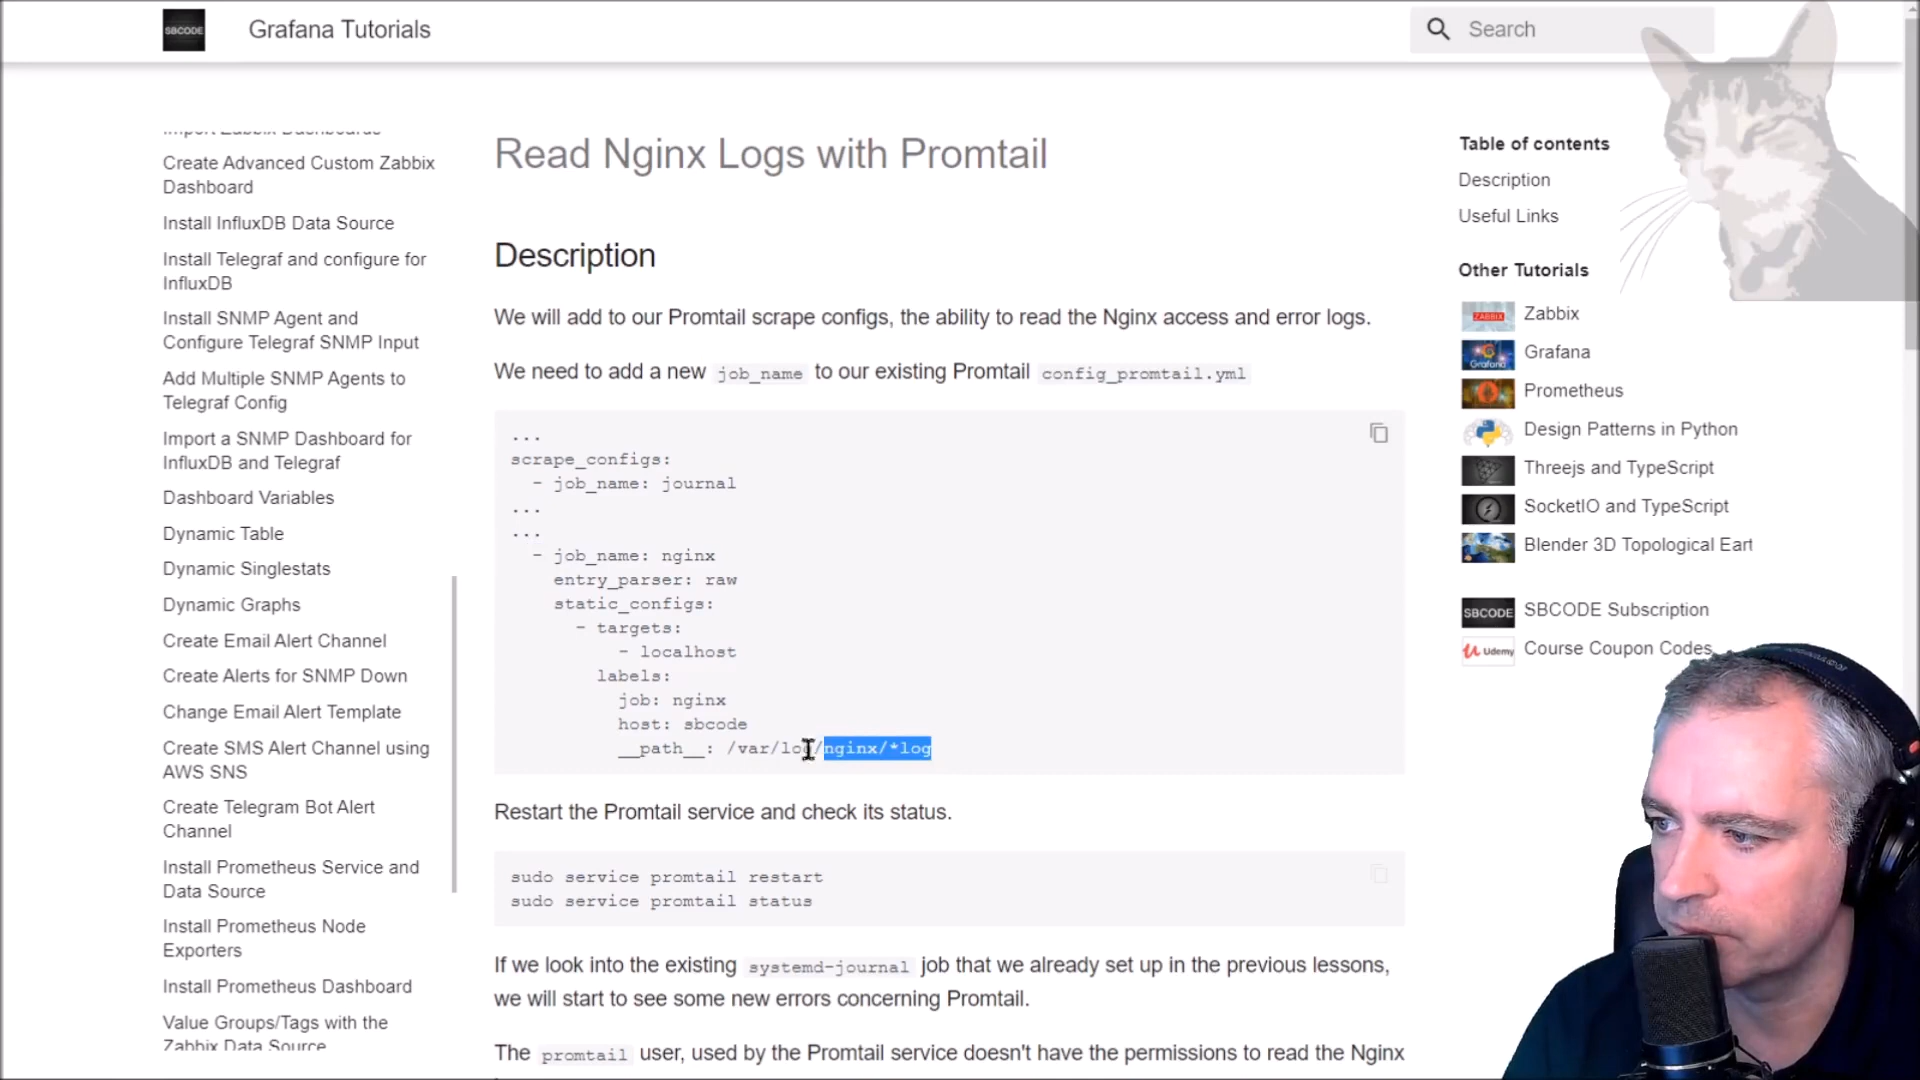 SBCODE
Grafana Tutorials
Search
Import Zabbix Dashboards
Create Advanced Custom Zabbix
Dashboard
Install InfluxDB Data Source
Install Telegraf and configure for
InfluxDB
Install SNMP Agent and
Configure Telegraf SNMP Input
Add Multiple SNMP Agents to
Telegraf Config
Import a SNMP Dashboard for
InfluxDB and Telegraf
Dashboard Variables
Dynamic Table
Dynamic Singlestats
Dynamic Graphs
Create Email Alert Channel
Create Alerts for SNMP Down
Change Email Alert Template
Create SMS Alert Channel using
AWS SNS
Create Telegram Bot Alert
Channel
Install Prometheus Service and
Data Source
Install Prometheus Node
Exporters
Install Prometheus Dashboard
Value Groups/Tags with the
Zabbix Data Source
Read Nginx Logs with Promtail
Description
We will add to our Promtail scrape configs, the ability to read the Nginx access and error logs.
We need to add a new job_name to our existing Promtail config_promtail.yml
...
scrape_configs:
- job_name: journal
...
...
- job_name: nginx
entry_parser: raw
static_configs:
- targets:
- localhost
labels:
job: nginx
host: sbcode
__path__: /var/log/nginx/*log
Restart the Promtail service and check its status.
sudo service promtail restart
sudo service promtail status
If we look into the existing systemd-journal job that we already set up in the previous lessons,
we will start to see some new errors concerning Promtail.
The promtail user, used by the Promtail service doesn't have the permissions to read the Nginx
Table of contents
Description
Useful Links
Other Tutorials
ZABBIX Zabbix
Grafana Grafana
Prometheus
Design Patterns in Python
Threejs and TypeScript
SocketIO and TypeScript
Blender 3D Topological Eart
SBCODE SBCODE Subscription
Udemy Course Coupon Codes